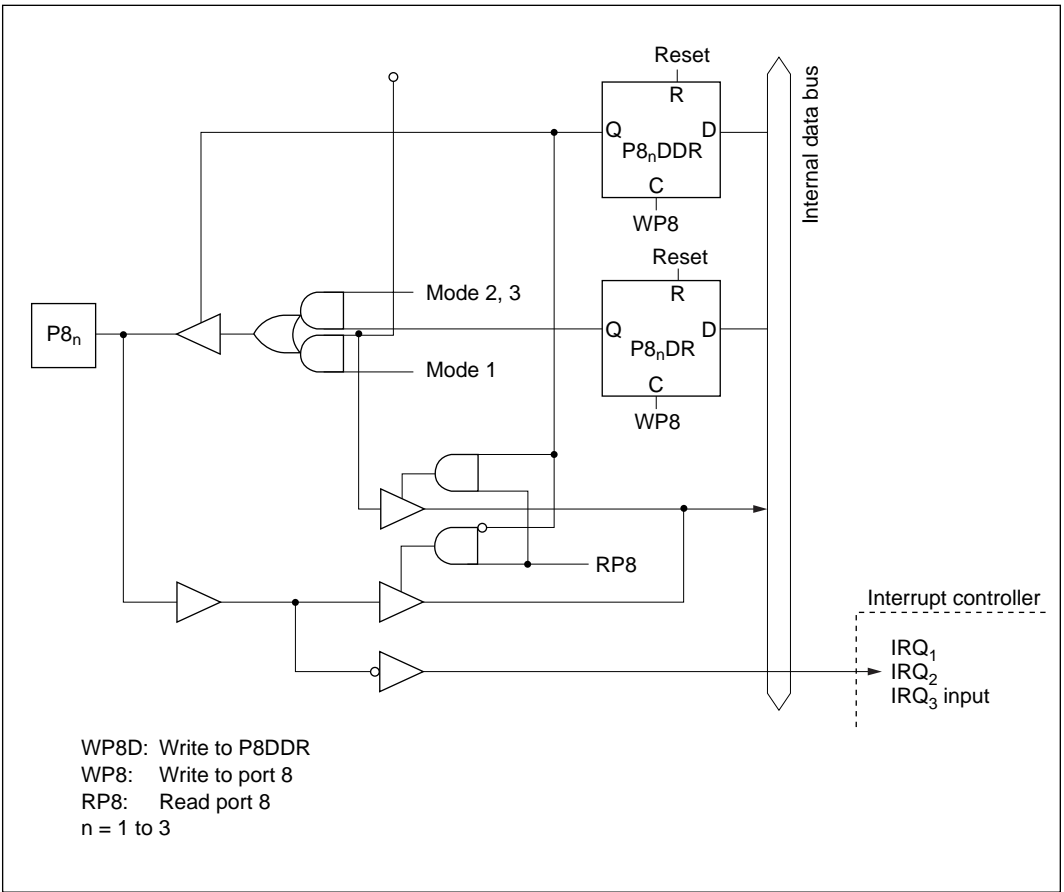 Reset
R
Q
D
P8nDDR
C
WP8
Internal data bus
Reset
R
Q
D
P8nDR
C
WP8
Mode 2, 3
Mode 1
P8n
RP8
Interrupt controller
IRQ1
IRQ2
IRQ3 input
WP8D: Write to P8DDR
WP8: Write to port 8
RP8: Read port 8
n = 1 to 3